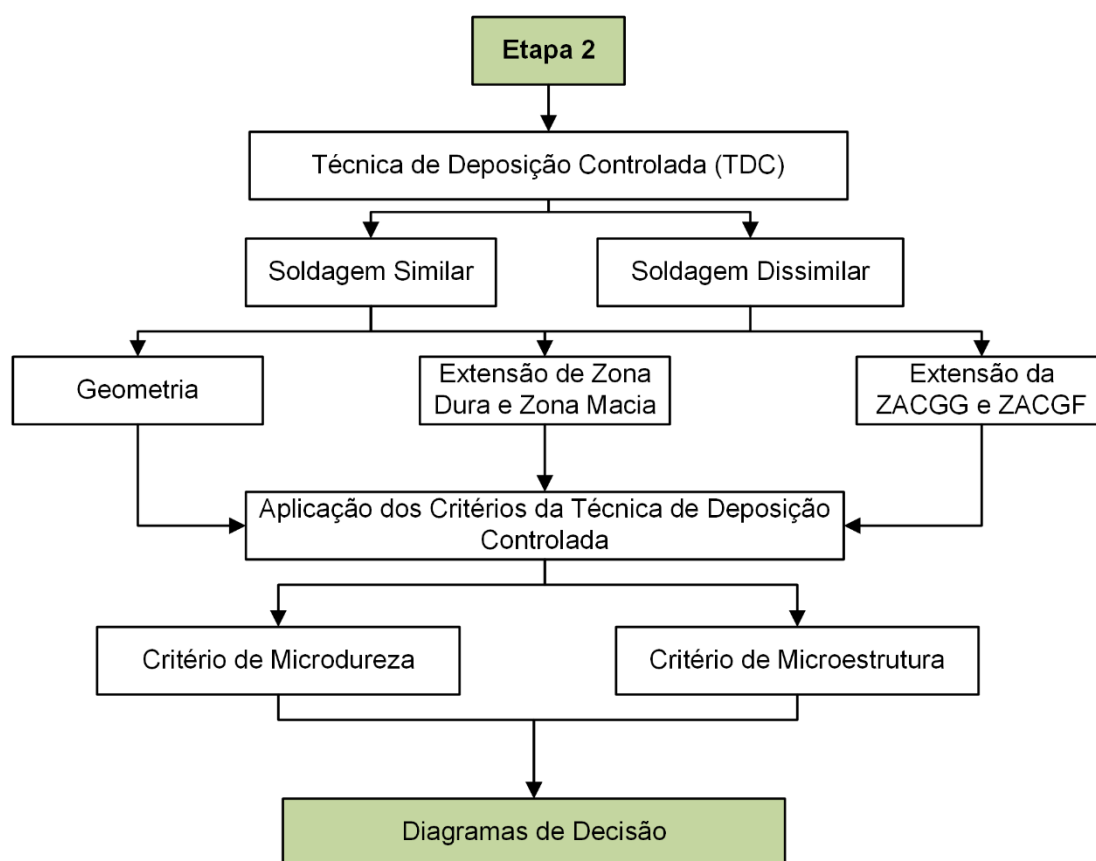 Etapa 2
Técnica de Deposição Controlada (TDC)
Soldagem Similar
Soldagem Dissimilar
Geometria
Extensão de Zona
Dura e Zona Macia
Extensão da
ZACGG e ZACGF
Aplicação dos Critérios da Técnica de Deposição
Controlada
Critério de Microdureza
Critério de Microestrutura
Diagramas de Decisão